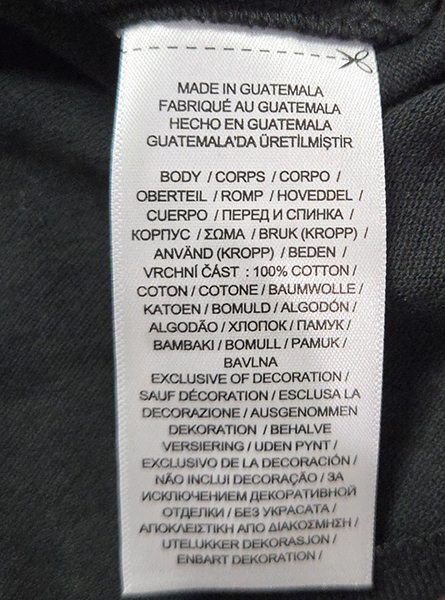 MADE IN GUATEMALA
FABRIQUÉ AU GUATEMALA
HECHO EN GUATEMALA
GUATEMALA'DA ÜRETİLMİŞTİR
BODY / CORPS / CORPO /
OBERTEIL / ROMP / HOVEDDEL /
CUERPO / ПЕРЕД И СПИНКА /
КОРПУС / ΣΩΜΑ / BRUK (KROPP) /
ANVÄND (KROPP) / BEDEN /
VRCHNÍ ČÁST : 100% COTTON /
COTON / COTONE / BAUMWOLLE /
KATOEN / BOMULD / ALGODÓN /
ALGODÃO / ХЛОПОК / ПАМУК /
ΒΑΜΒΑΚΙ / BOMULL / PAMUK /
BAVLNA
EXCLUSIVE OF DECORATION /
SAUF DÉCORATION / ESCLUSA LA
DECORAZIONE / AUSGENOMMEN
DEKORATION / BEHALVE
VERSIERING / UDEN PYNT /
EXCLUSIVO DE LA DECORACIÓN /
NÃO INCLUI DECORAÇÃO / ЗА
ИСКЛЮЧЕНИЕМ ДЕКОРАТИВНОЙ
ОТДЕЛКИ / БЕЗ УКРАСАТА /
ΑΠΟΚΛΕΙΣΤΙΚΗ ΑΠΟ ΔΙΑΚΟΣΜΗΣΗ /
UTELUKKER DEKORASJON /
ENBART DEKORATION /